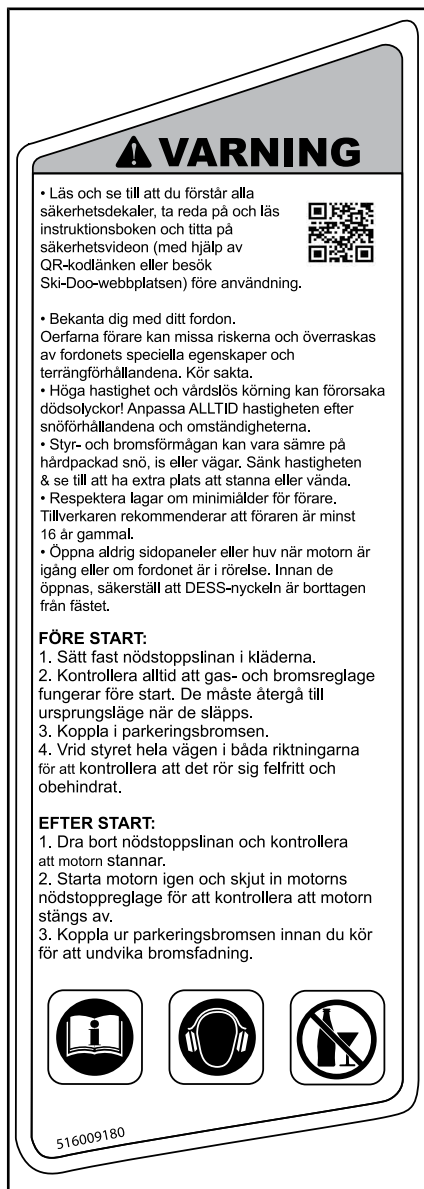 VARNING
• Läs och se till att du förstår alla
säkerhetsdekaler, ta reda på och läs
instruktionsboken och titta på
säkerhetsvideon (med hjälp av
QR-kodlänken eller besök
Ski-Doo-webbplatsen) före användning.
• Bekanta dig med ditt fordon.
Oerfarna förare kan missa riskerna och överraskas
av fordonets speciella egenskaper och
terrängförhållandena. Kör sakta.
• Höga hastighet och vårdslös körning kan förorsaka
dödsolyckor! Anpassa ALLTID hastigheten efter
snöförhållandena och omständigheterna.
• Styr- och bromsförmågan kan vara sämre på
hårdpackad snö, is eller vägar. Sänk hastigheten
& se till att ha extra plats att stanna eller vända.
• Respektera lagar om minimiålder för förare.
Tillverkaren rekommenderar att föraren är minst
16 år gammal.
• Öppna aldrig sidopaneler eller huv när motorn är
igång eller om fordonet är i rörelse. Innan de
öppnas, säkerställ att DESS-nyckeln är borttagen
från fästet.
FÖRE START:
1. Sätt fast nödstoppslinan i kläderna.
2. Kontrollera alltid att gas- och bromsreglage
fungerar före start. De måste återgå till
ursprungsläge när de släpps.
3. Koppla i parkeringsbromsen.
4. Vrid styret hela vägen i båda riktningarna
för att kontrollera att det rör sig felfritt och
obehindrat.
EFTER START:
1. Dra bort nödstoppslinan och kontrollera
att motorn stannar.
2. Starta motorn igen och skjut in motorns
nödstoppreglage för att kontrollera att motorn
stängs av.
3. Koppla ur parkeringsbromsen innan du kör
för att undvika bromsfadning.
516009180